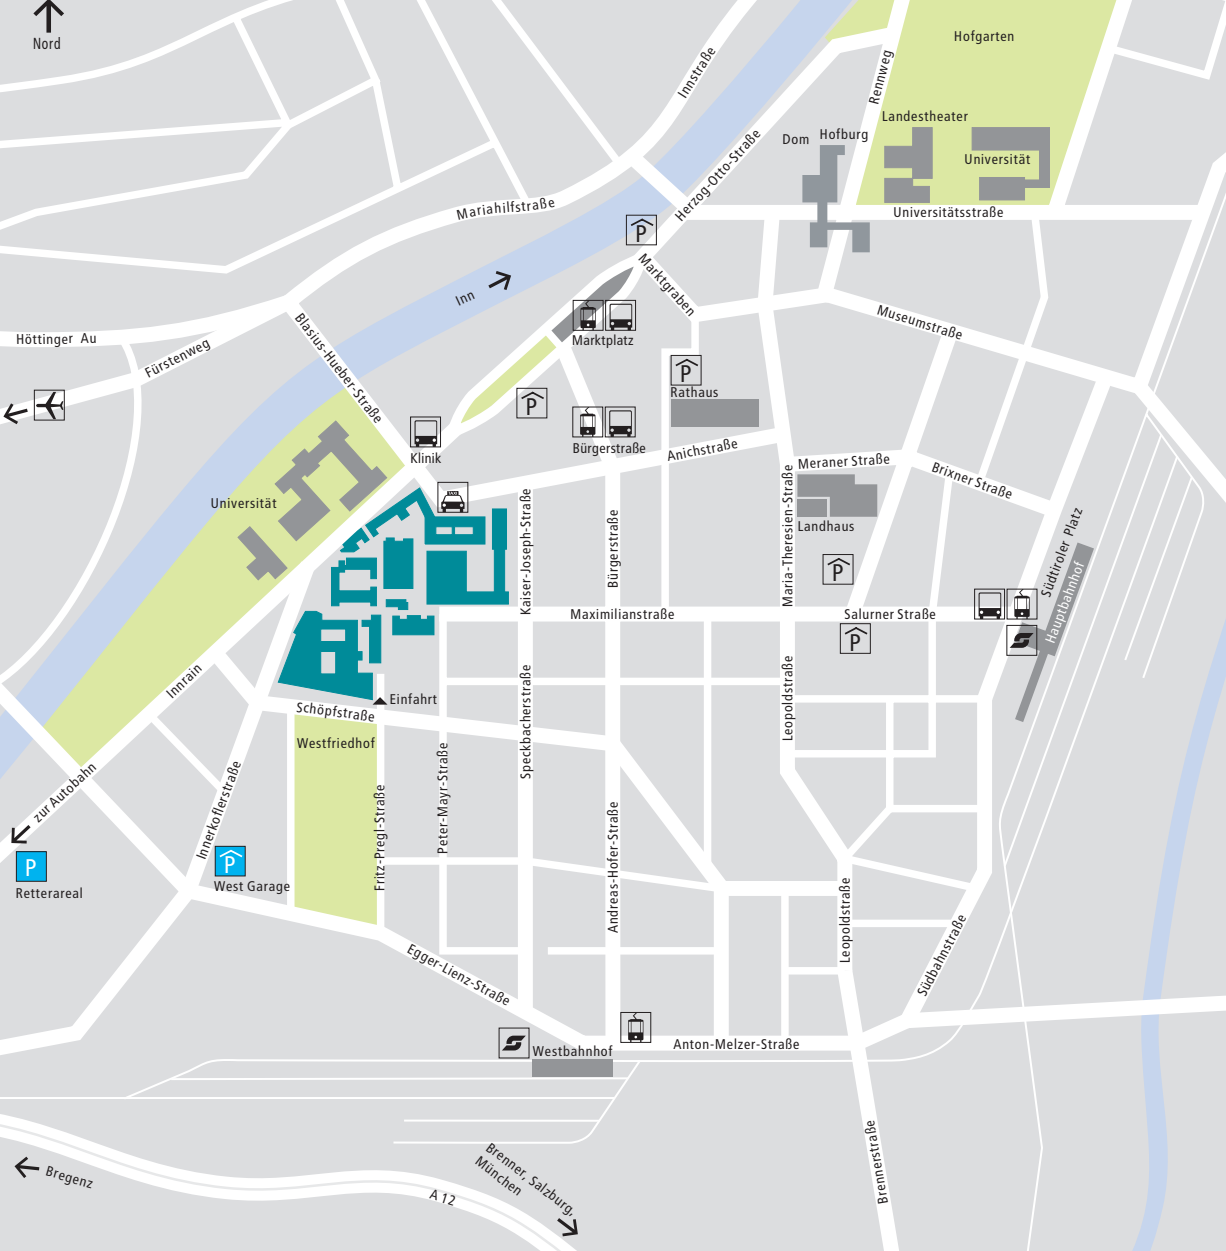 Nord
Hofgarten
Innstraße
Rennweg
Landestheater
Dom
Hofburg
Universität
Herzog-Otto-Straße
Mariahilfstraße
Universitätsstraße
P
Marktgraben
Inn
Blasius-Hueber-Straße
Museumstraße
Höttinger Au
Fürstenweg
Marktplatz
P
Rathaus
P
Bürgerstraße
Klinik
Anichstraße
Meraner Straße
Brixner Straße
TAXI
Universität
Kaiser-Joseph-Straße
Bürgerstraße
Maria-Theresien-Straße
Landhaus
Südtiroler Platz
P
Hauptbahnhof
Maximilianstraße
Salurner Straße
P
Innrain
Einfahrt
Schöpfstraße
Speckbacherstraße
Leopoldstraße
Westfriedhof
Peter-Mayr-Straße
zur Autobahn
Innerkoflerstraße
Fritz-Pregl-Straße
Andreas-Hofer-Straße
P
Retterareal
P
West Garage
Leopoldstraße
Südbahnstraße
Egger-Lienz-Straße
Westbahnhof
Anton-Melzer-Straße
Brennerstraße
Bregenz
A 12
Brenner, Salzburg,
München